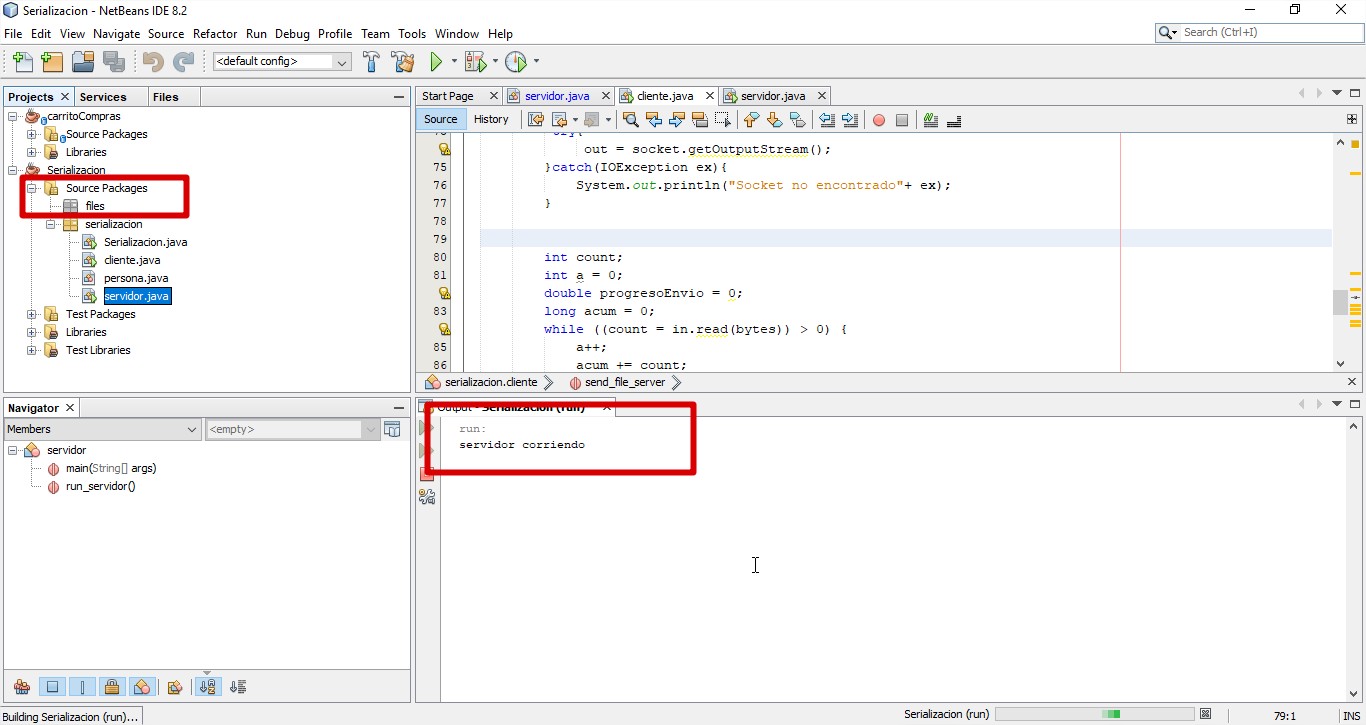 Serializacion - NetBeans IDE 8.2
File Edit View Navigate Source Refactor Run Debug Profile Team Tools Window Help
Search (Ctrl+I)
<default config>
Projects Services Files
carritoCompras
Source Packages
Libraries
Serializacion
Source Packages
files
serializacion
Serializacion.java
cliente.java
persona.java
servidor.java
Test Packages
Libraries
Test Libraries
Start Page servidor.java cliente.java servidor.java
Source History
out = socket.getOutputStream();
75 }catch(IOException ex){
76 System.out.println("Socket no encontrado"+ ex);
77 }
78
79
80 int count;
81 int a = 0;
double progresoEnvio = 0;
83 long acum = 0;
while ((count = in.read(bytes)) > 0) {
85 a++;
86 acum += count;
serializacion.cliente send_file_server
Navigator
Members <empty>
servidor
main(String[] args)
run_servidor()
Output - Serializacion (run)
run:
servidor corriendo
Building Serializacion (run)...
Serializacion (run)
79:1 INS